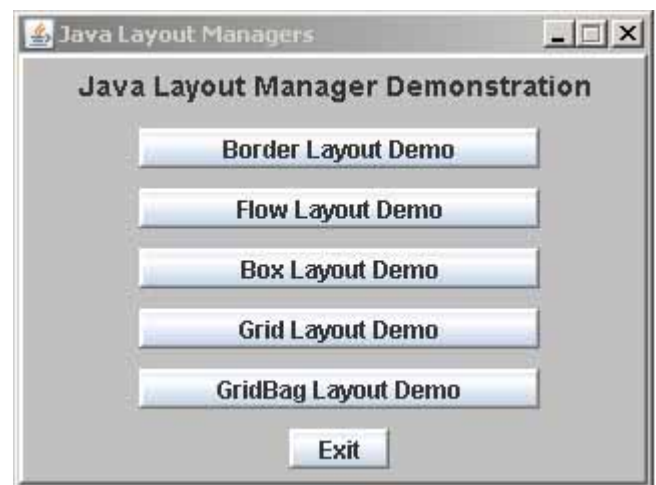 Java Layout Managers
Java Layout Manager Demonstration
Border Layout Demo
Flow Layout Demo
Box Layout Demo
Grid Layout Demo
GridBag Layout Demo
Exit